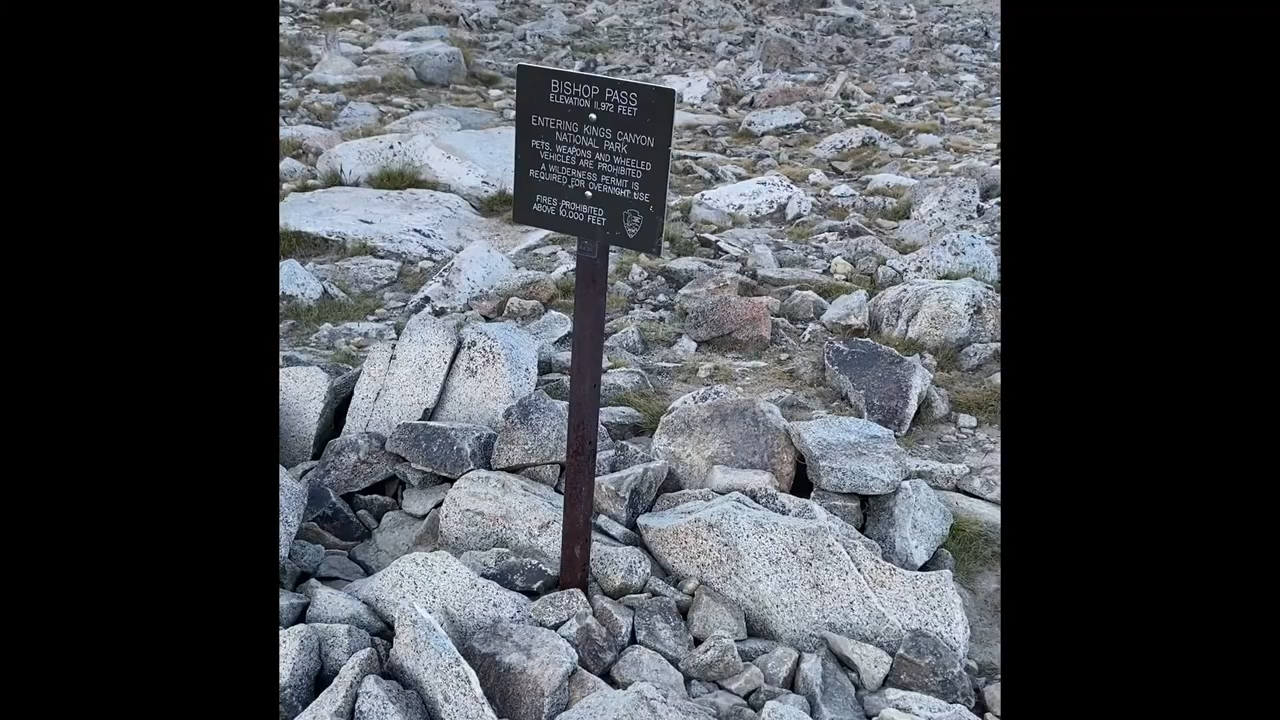 BISHOP PASS
ELEVATION 11,972 FEET
ENTERING KINGS CANYON
NATIONAL PARK
PETS, WEAPONS AND WHEELED
VEHICLES ARE PROHIBITED
A WILDERNESS PERMIT IS
REQUIRED FOR OVERNIGHT USE
FIRES PROHIBITED
ABOVE 10,000 FEET